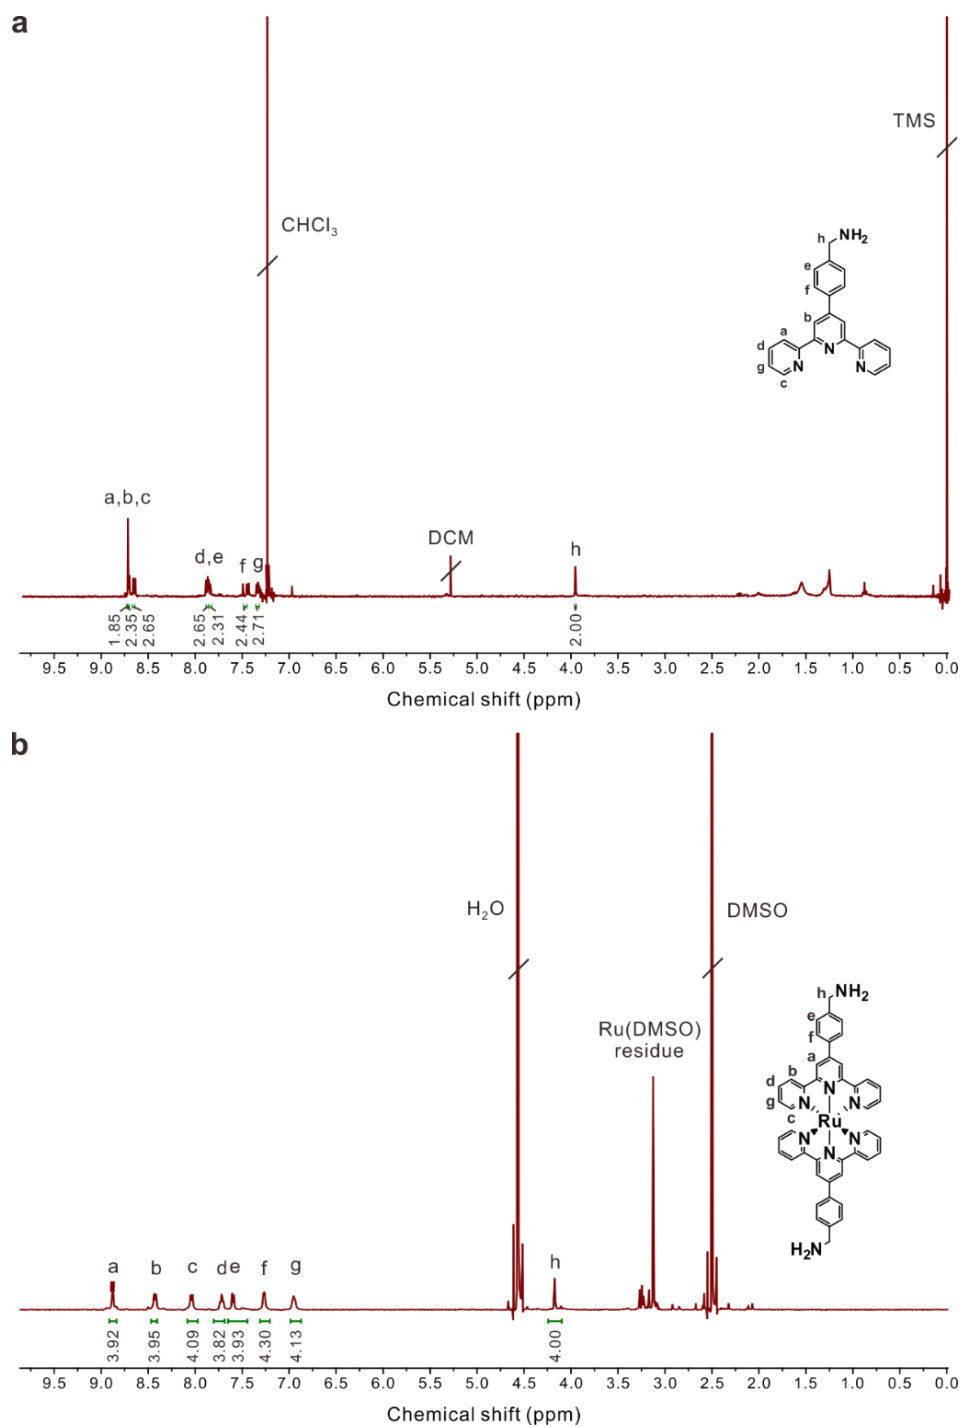 a
TMS
CHCl₃
h
NH₂
e
f
b
a
d
g
N
N
N
c
a,b,c
d,e
f
g
DCM
h
1.85
2.35
2.65
2.65
2.31
2.44
2.71
2.00
9.5 9.0 8.5 8.0 7.5 7.0 6.5 6.0 5.5 5.0 4.5 4.0 3.5 3.0 2.5 2.0 1.5 1.0 0.5 0.0
Chemical shift (ppm)
b
H₂O
DMSO
Ru(DMSO)
residue
h
NH₂
e
f
a
b
d
g
N
N
N
c
Ru
N
N
N
H₂N
a
b
c
d
e
f
g
h
3.92
3.95
4.09
3.82
3.93
4.30
4.13
4.00
9.5 9.0 8.5 8.0 7.5 7.0 6.5 6.0 5.5 5.0 4.5 4.0 3.5 3.0 2.5 2.0 1.5 1.0 0.5 0.0
Chemical shift (ppm)